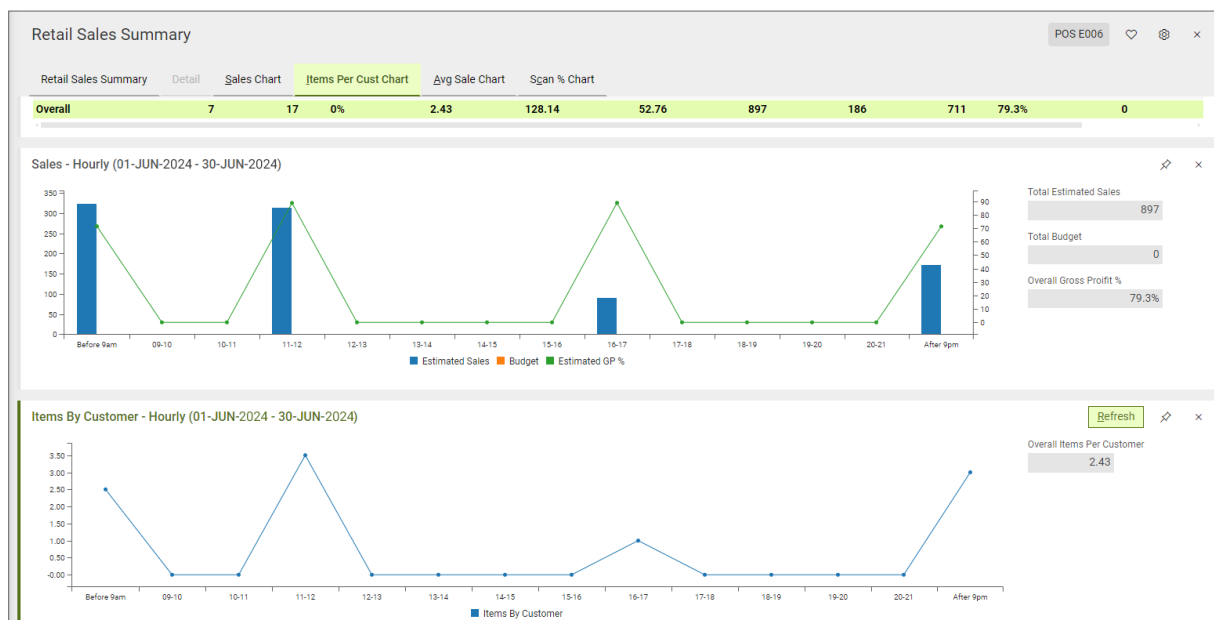 Retail Sales Summary
POS E006
Retail Sales Summary Detail Sales Chart Items Per Cust Chart Avg Sale Chart Scan % Chart
Overall 7 17 0% 2.43 128.14 52.76 897 186 711 79.3% 0
Sales - Hourly (01-JUN-2024 - 30-JUN-2024)
350
300
250
200
150
100
50
0
90
80
70
60
50
40
30
20
10
0
Before 9am 09-10 10-11 11-12 12-13 13-14 14-15 15-16 16-17 17-18 18-19 19-20 20-21 After 9pm
Estimated Sales Budget Estimated GP %
Total Estimated Sales
897
Total Budget
0
Overall Gross Proifit %
79.3%
Items By Customer - Hourly (01-JUN-2024 - 30-JUN-2024)
Refresh
3.50
3.00
2.50
2.00
1.50
1.00
0.50
-0.00
Before 9am 09-10 10-11 11-12 12-13 13-14 14-15 15-16 16-17 17-18 18-19 19-20 20-21 After 9pm
Items By Customer
Overall Items Per Customer
2.43